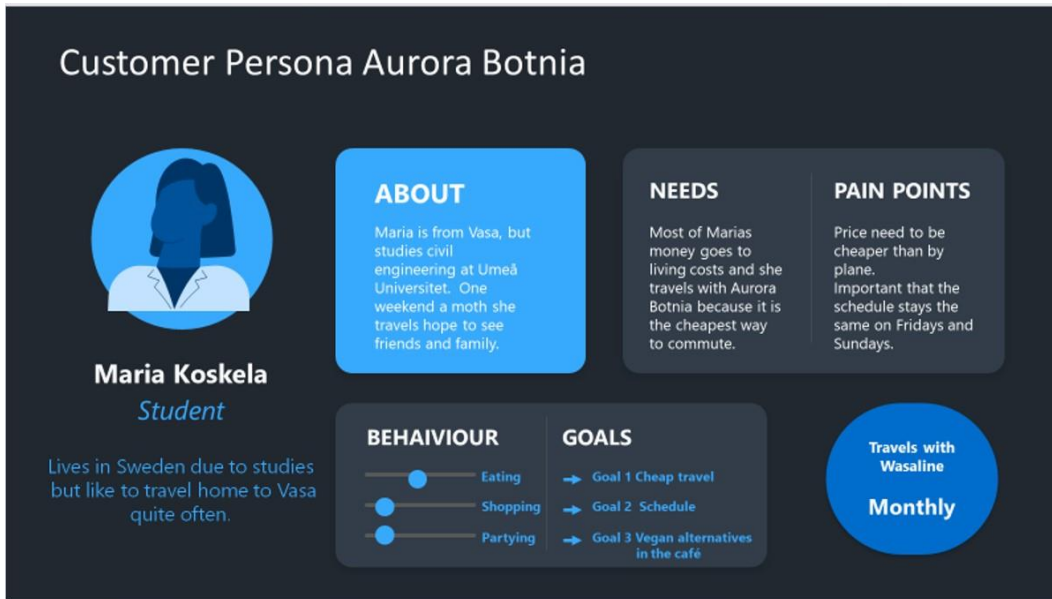 Customer Persona Aurora Botnia
Maria Koskela
Student
Lives in Sweden due to studies
but like to travel home to Vasa
quite often.
ABOUT
Maria is from Vasa, but
studies civil
engineering at Umeå
Universitet. One
weekend a moth she
travels hope to see
friends and family.
NEEDS
Most of Marias
money goes to
living costs and she
travels with Aurora
Botnia because it is
the cheapest way
to commute.
PAIN POINTS
Price need to be
cheaper than by
plane.
Important that the
schedule stays the
same on Fridays and
Sundays.
BEHAIVIOUR
Eating
Shopping
Partying
GOALS
Goal 1 Cheap travel
Goal 2 Schedule
Goal 3 Vegan alternatives
in the café
Travels with
Wasaline
Monthly